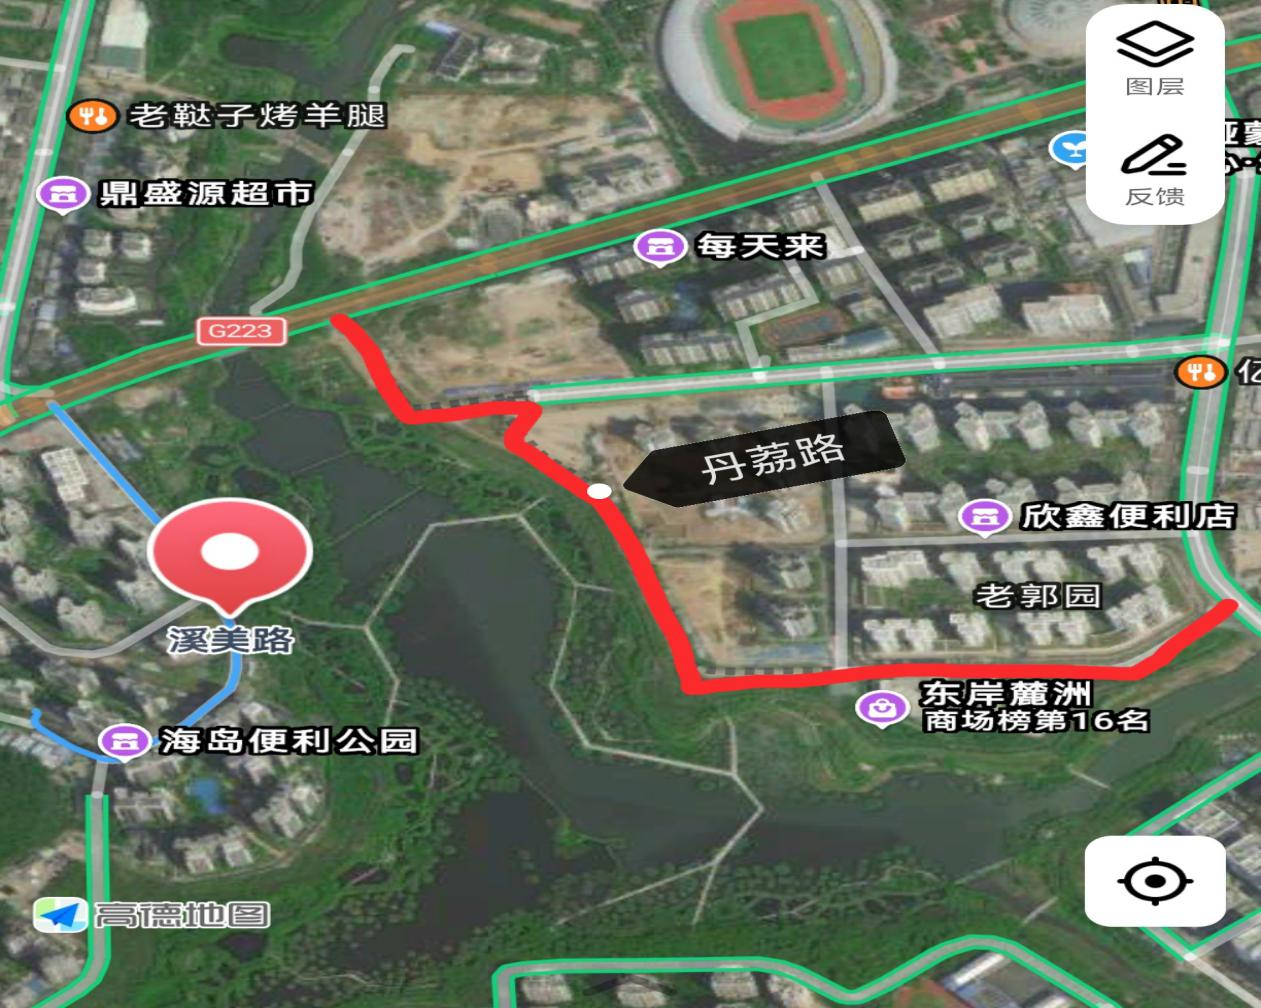 图层
老鞑子烤羊腿
反馈
鼎盛源超市
每天来
G223
丹荔路
欣鑫便利店
老郭园
溪美路
东岸麓洲
商场榜第16名
海岛便利公园
高德地图